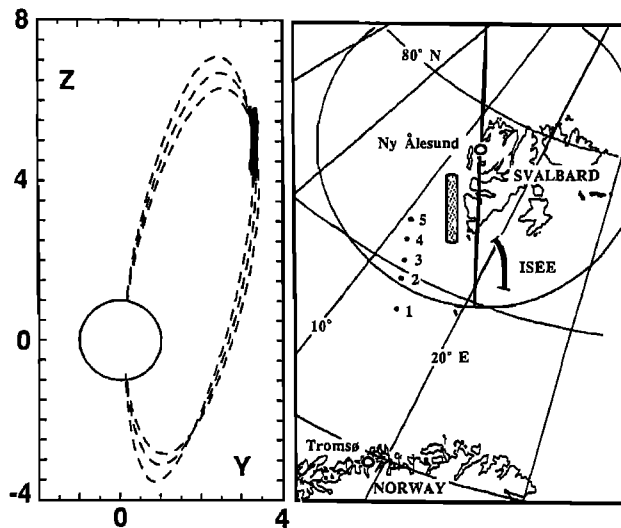 8
Z
4
0
Y
-4
0
4
80° N
Ny Ålesund
SVALBARD
5
4
3
2
1
ISEE
10°
20° E
Tromsø
NORWAY